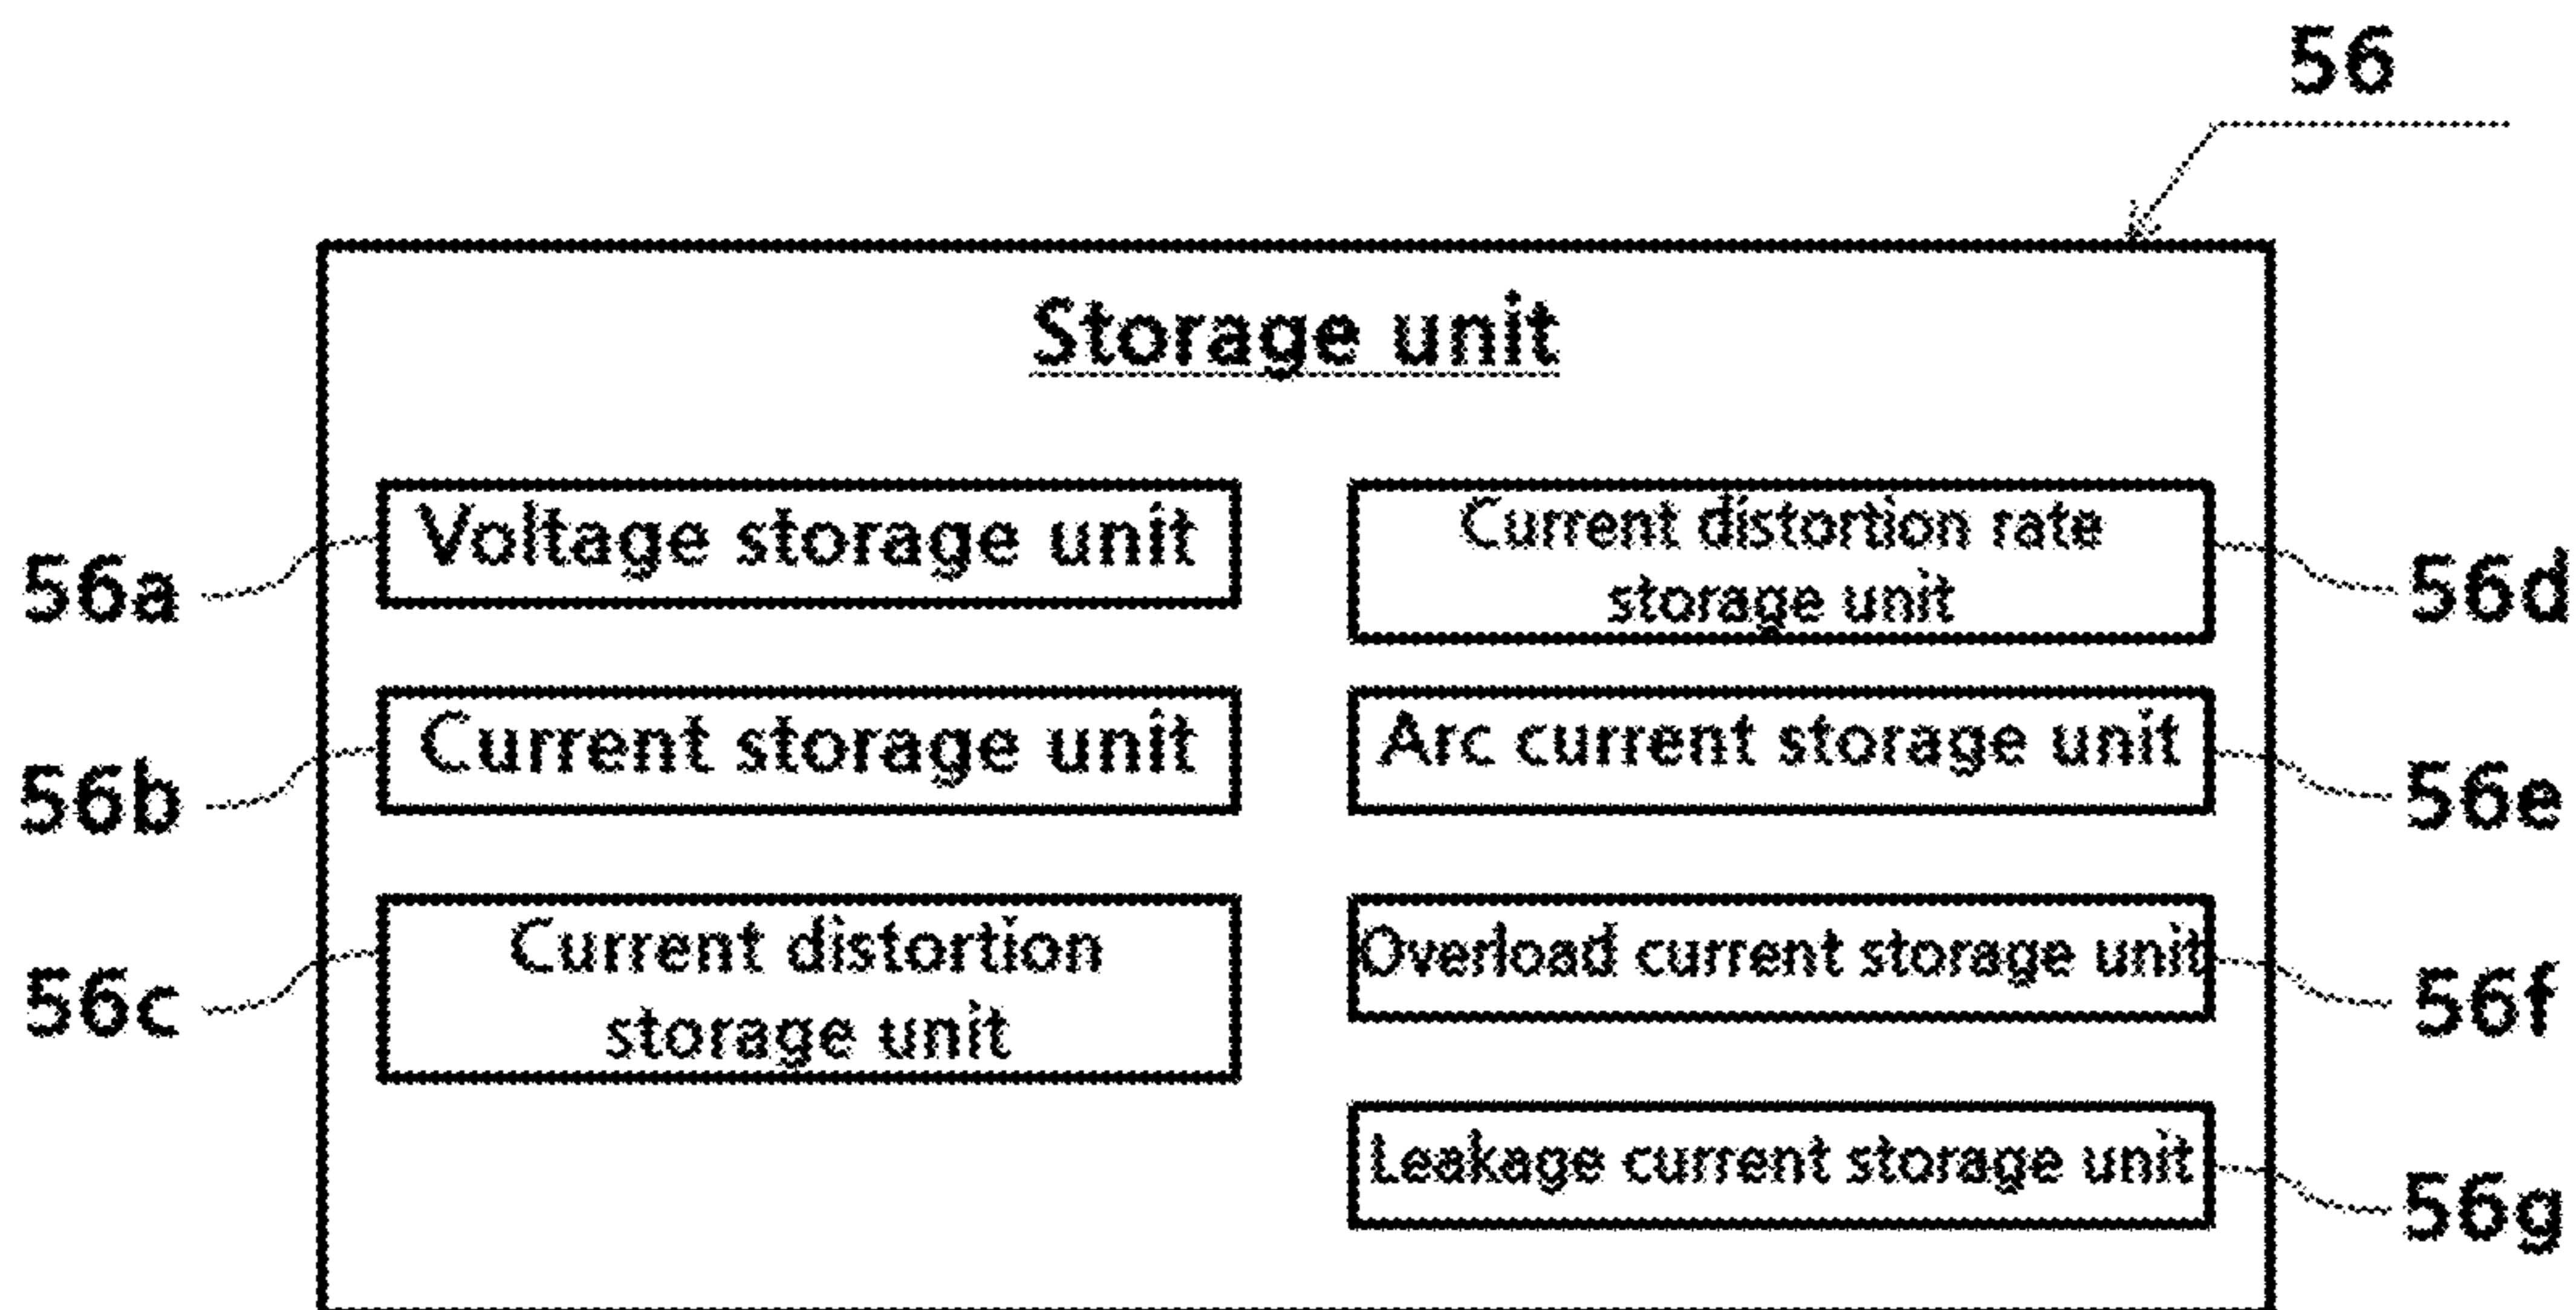 56
Storage unit
56a
Voltage storage unit
56b
Current storage unit
56c
Current distortion
storage unit
Current distortion rate
storage unit
56d
Arc current storage unit
56e
Overload current storage unit
56f
Leakage current storage unit
56g